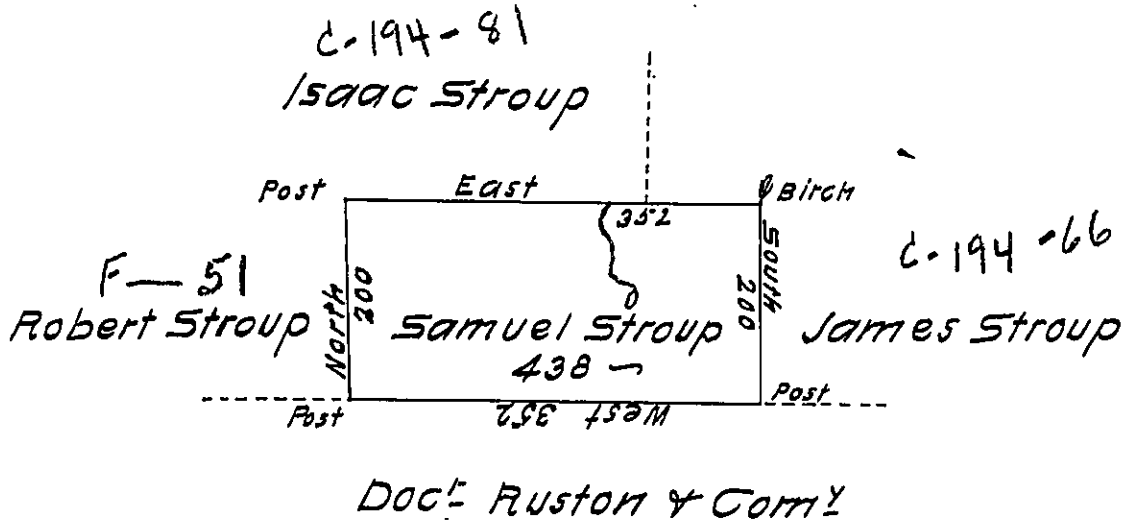 C-194-81
Isaac Stroup
Post East Birch
352
F-51
Robert Stroup
North 200
Samuel Stroup
438
South 200
C-194-66
James Stroup
Post West 352 Post
Doct. Ruston & Comy